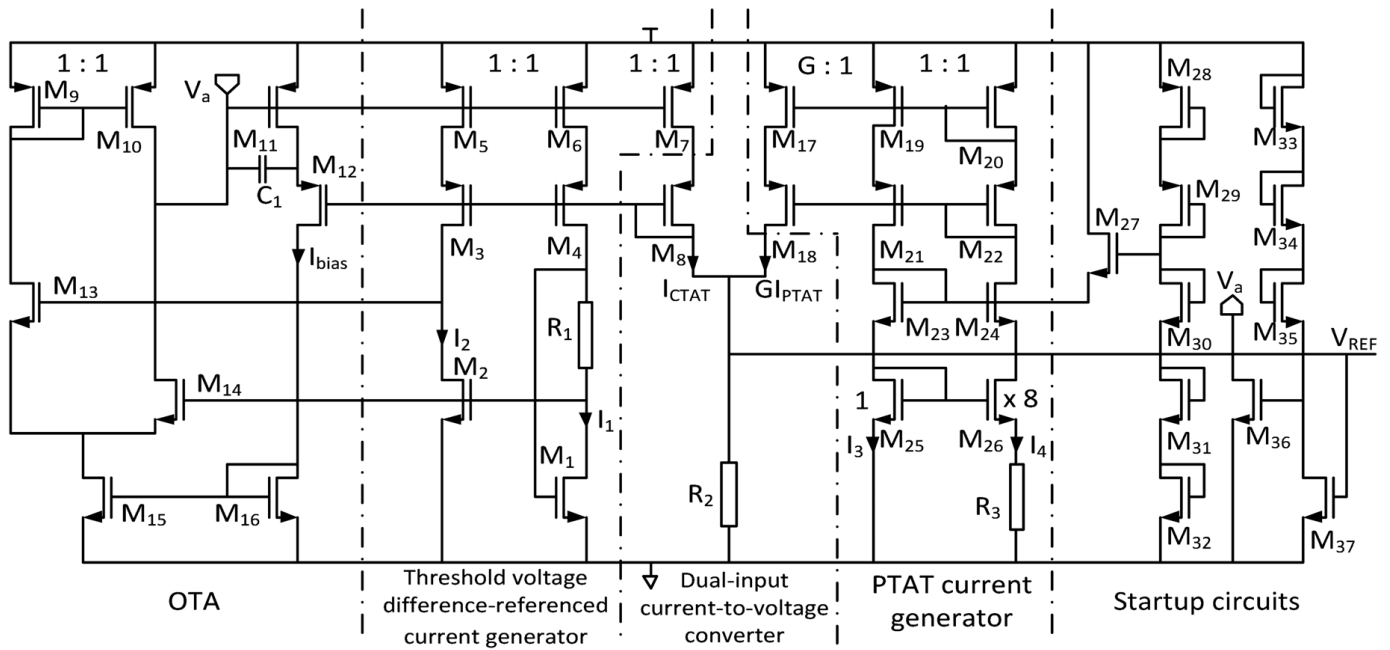 1 : 1
1 : 1
1 : 1
G : 1
1 : 1
M28
M9
Va
M10
M11
M5
M6
M7
M17
M19
M20
M33
M12
C1
M29
M27
M3
M4
M8
M18
M21
M22
M34
Ibias
ICTAT
GIPTAT
M13
R1
M23
M24
Va
M30
M35
VREF
I2
M2
M14
I1
1
x 8
I3
M25
M26
I4
M31
M36
M1
R2
R3
M15
M16
M32
M37
OTA
Threshold voltage
difference-referenced
current generator
Dual-input
current-to-voltage
converter
PTAT current
generator
Startup circuits